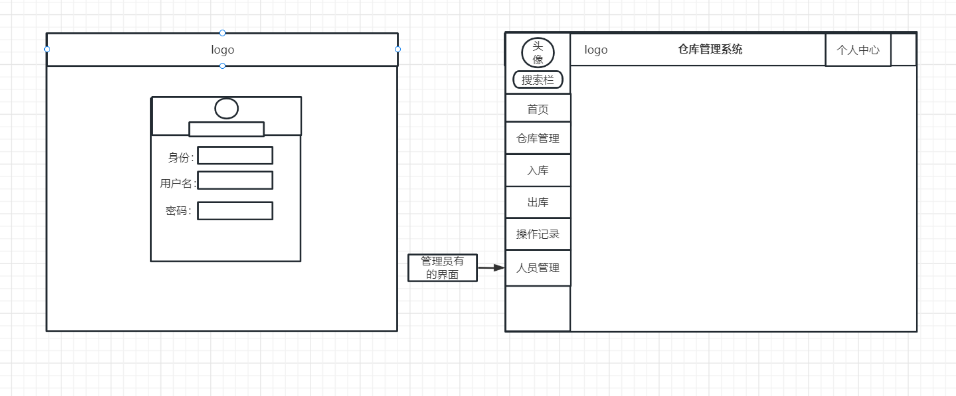 logo
身份：
用户名：
密码：
管理员有
的界面
头
像
搜索栏
首页
仓库管理
入库
出库
操作记录
人员管理
logo
仓库管理系统
个人中心